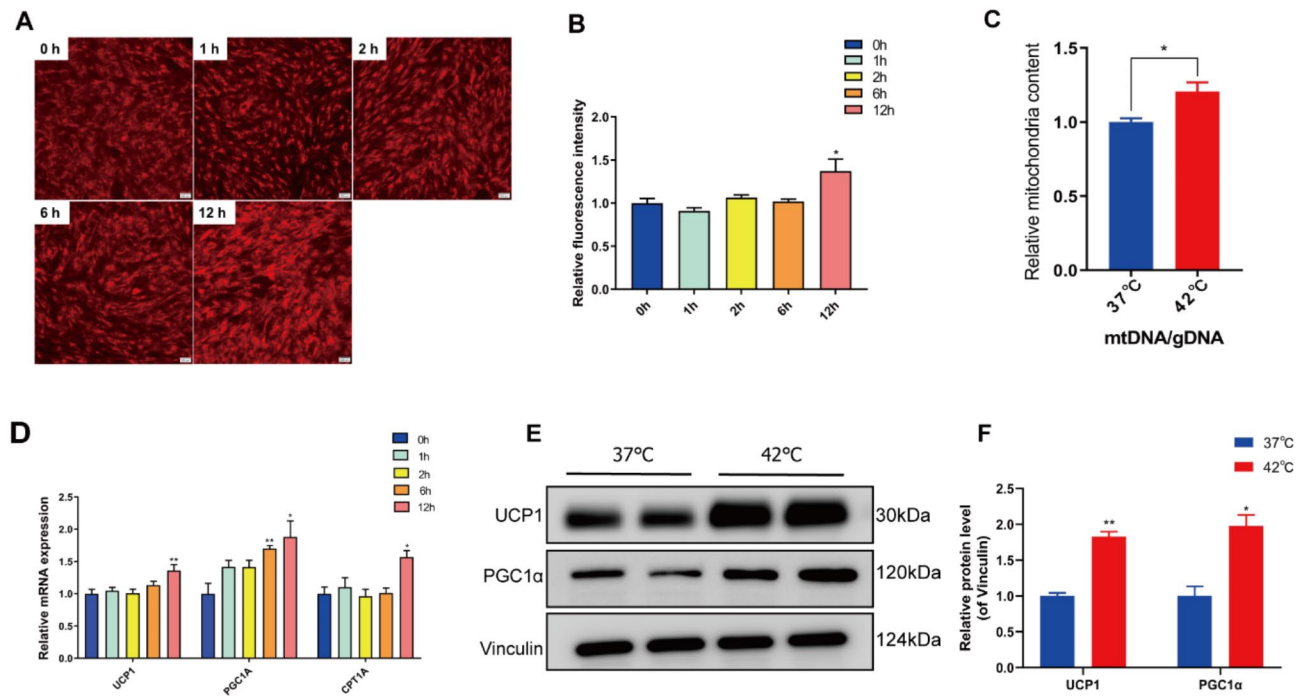 A
0 h
1 h
2 h
6 h
12 h
B
0h
1h
2h
6h
12h
Relative fluorescence intensity
2.0
1.5
1.0
0.5
0.0
0h
1h
2h
6h
12h
*
C
Relative mitochondria content
1.5
1.0
0.5
0.0
*
37°C
42°C
mtDNA/gDNA
D
0h
1h
2h
6h
12h
Relative mRNA expression
2.5
2.0
1.5
1.0
0.5
0.0
**
**
*
*
UCP1
PGC1A
CPT1A
E
37°C
42°C
UCP1
30kDa
PGC1α
120kDa
Vinculin
124kDa
F
37°C
42°C
Relative protein level
(of Vinculin)
2.5
2.0
1.5
1.0
0.5
0.0
**
*
UCP1
PGC1α